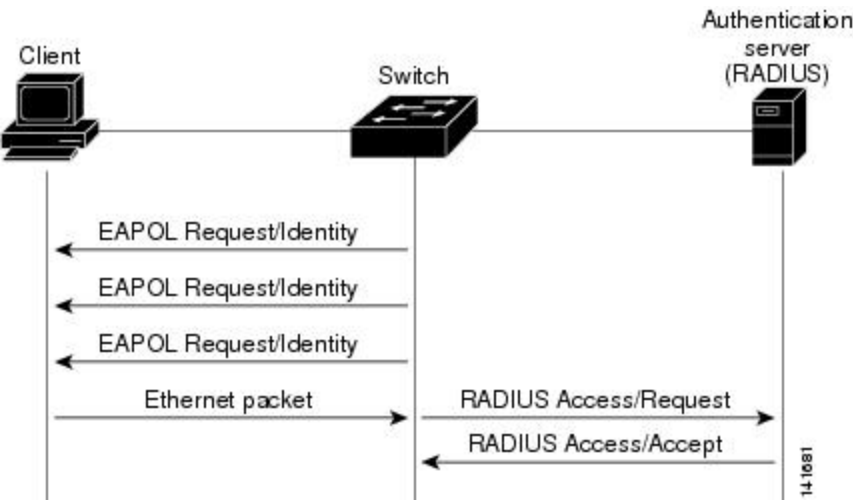 Client
Switch
Authentication
server
(RADIUS)
EAPOL Request/Identity
EAPOL Request/Identity
EAPOL Request/Identity
Ethernet packet
RADIUS Access/Request
RADIUS Access/Accept
141681